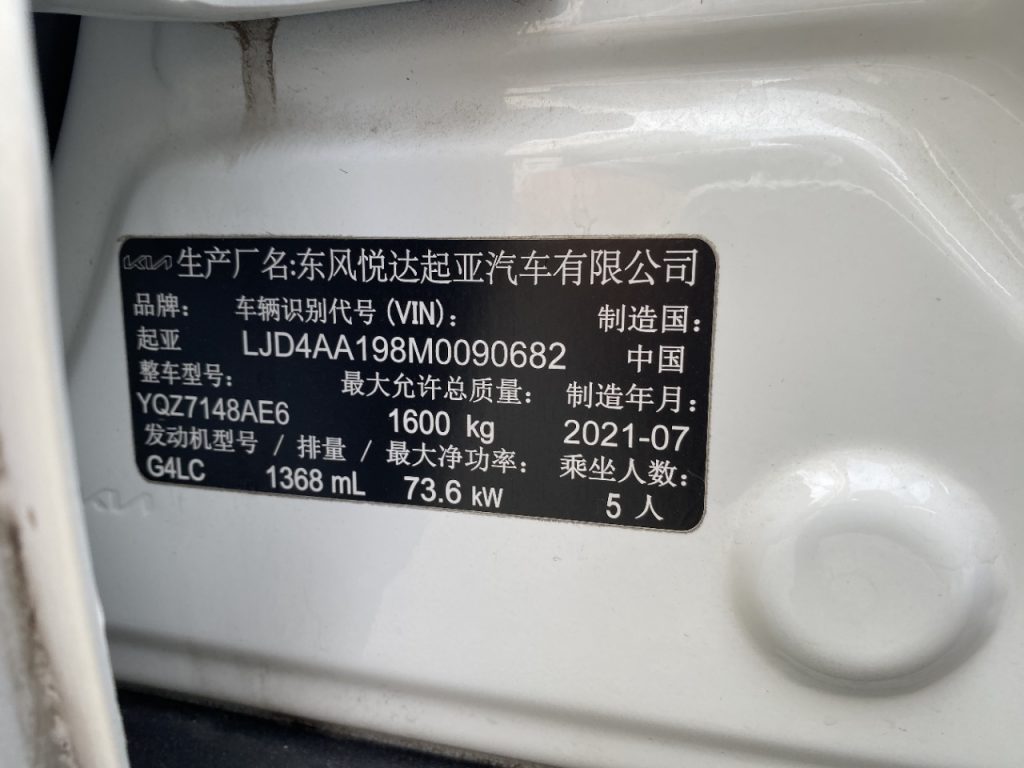 KIA 生产厂名:东风悦达起亚汽车有限公司
品牌: 车辆识别代号 (VIN): 制造国:
起亚 LJD4AA198M0090682 中国
整车型号: 最大允许总质量: 制造年月:
YQZ7148AE6 1600 kg 2021-07
发动机型号 / 排量 / 最大净功率: 乘坐人数:
G4LC 1368 mL 73.6 kW 5 人